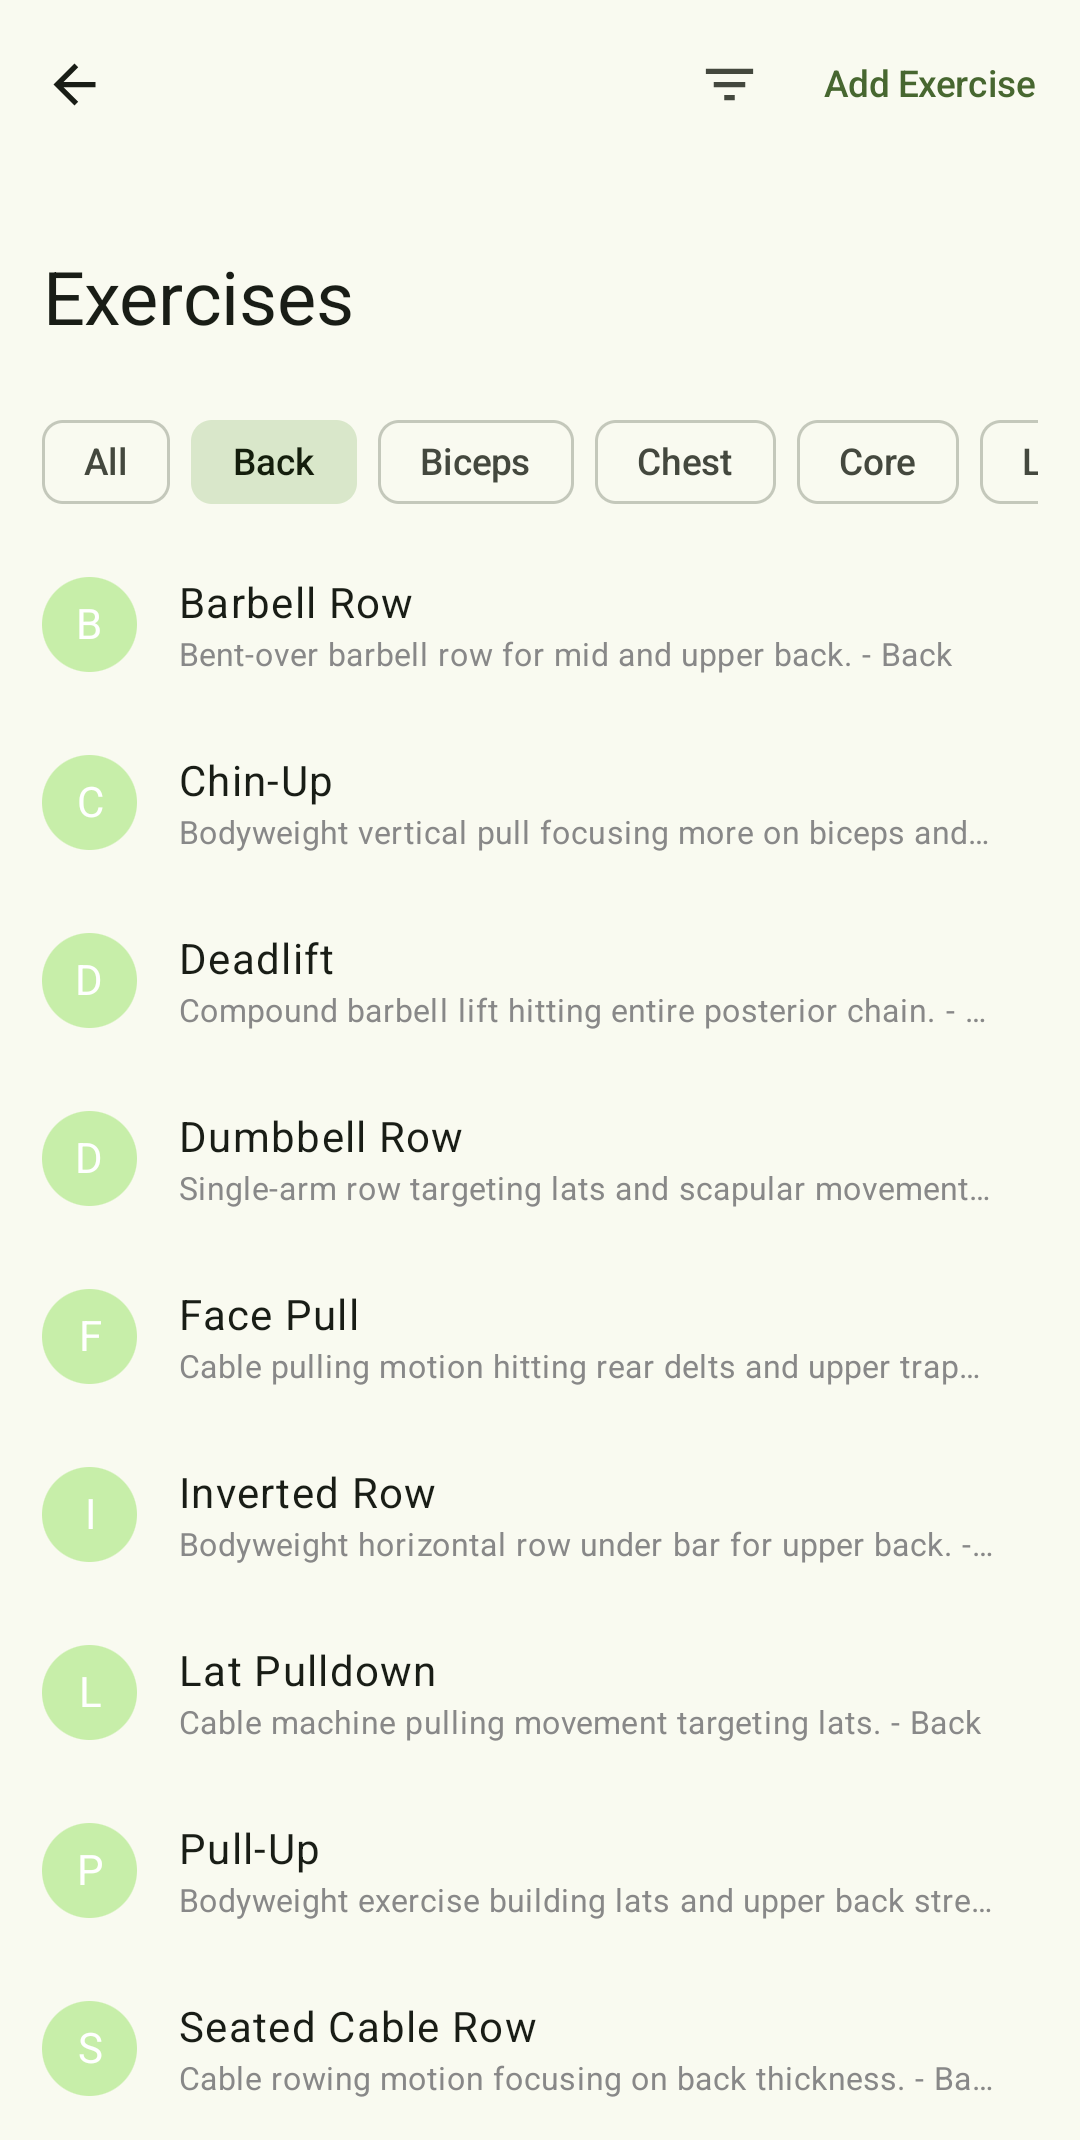 Add Exercise
Exercises
All Back Biceps Chest Core L
B
Barbell Row
Bent-over barbell row for mid and upper back. - Back
C
Chin-Up
Bodyweight vertical pull focusing more on biceps and…
D
Deadlift
Compound barbell lift hitting entire posterior chain. - …
D
Dumbbell Row
Single-arm row targeting lats and scapular movement…
F
Face Pull
Cable pulling motion hitting rear delts and upper trap…
I
Inverted Row
Bodyweight horizontal row under bar for upper back. -…
L
Lat Pulldown
Cable machine pulling movement targeting lats. - Back
P
Pull-Up
Bodyweight exercise building lats and upper back stre…
S
Seated Cable Row
Cable rowing motion focusing on back thickness. - Ba…